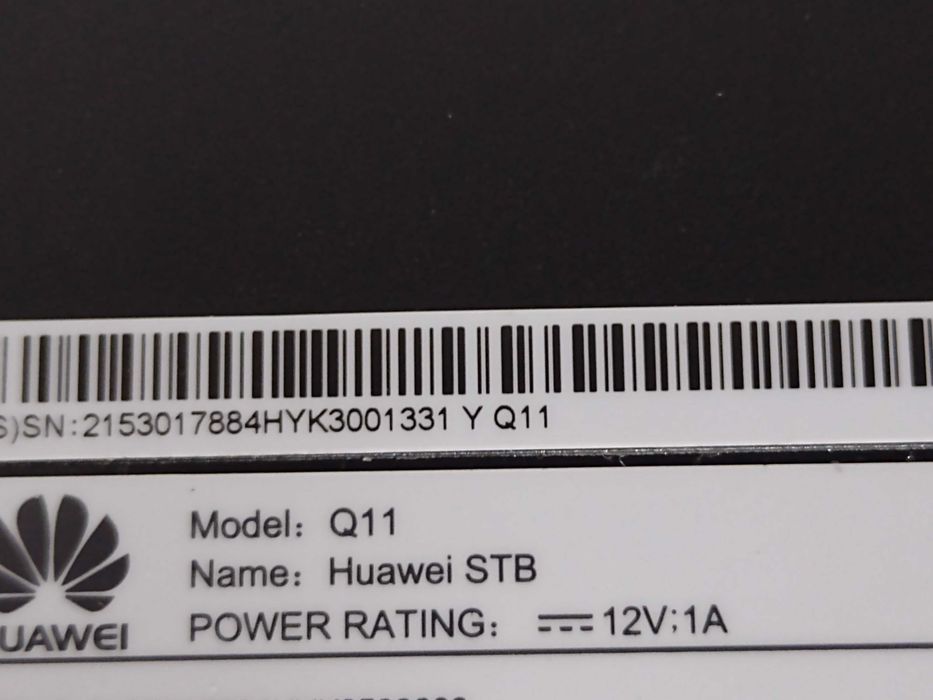 S)SN:2153017884HYK3001331 Y Q11
Model: Q11
Name: Huawei STB
POWER RATING: ⎓12V;1A
UAWEI